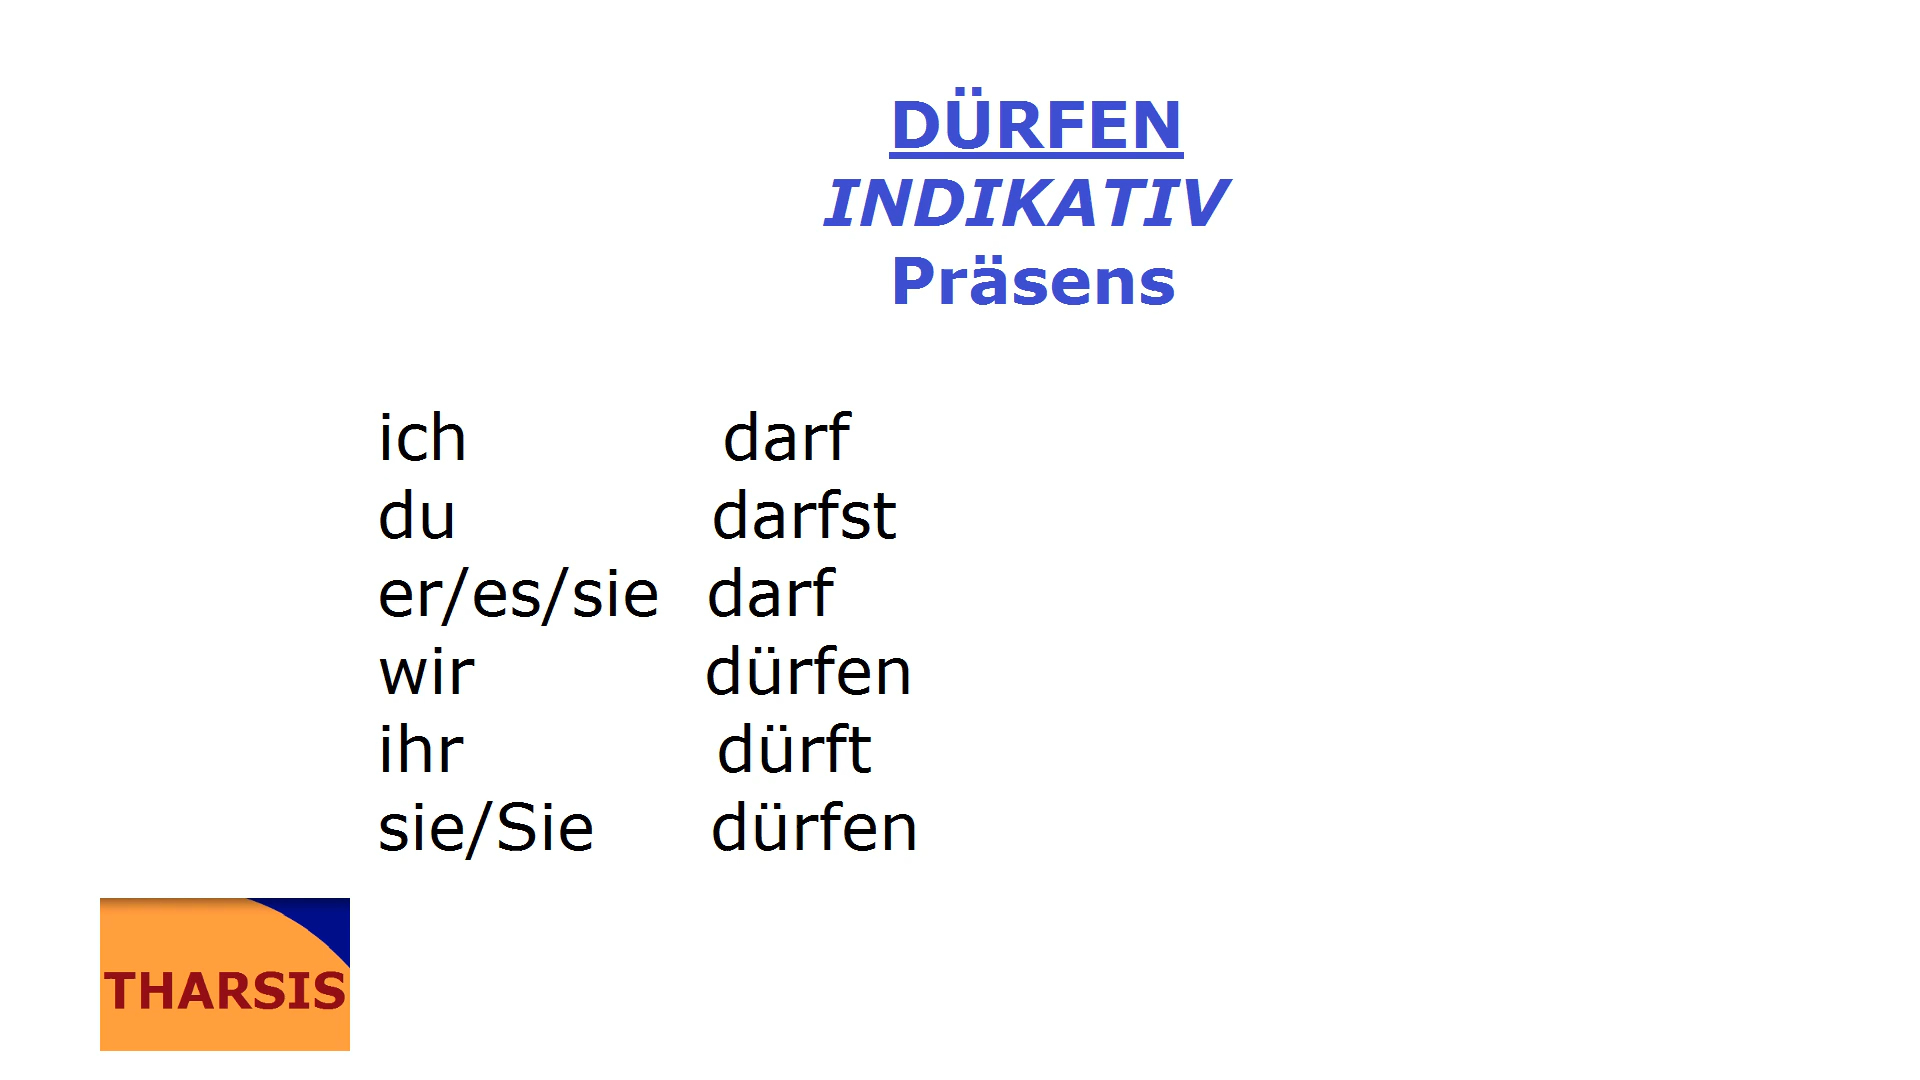 DÜRFEN
INDIKATIV
Präsens
ich darf
du darfst
er/es/sie darf
wir dürfen
ihr dürft
sie/Sie dürfen
THARSIS